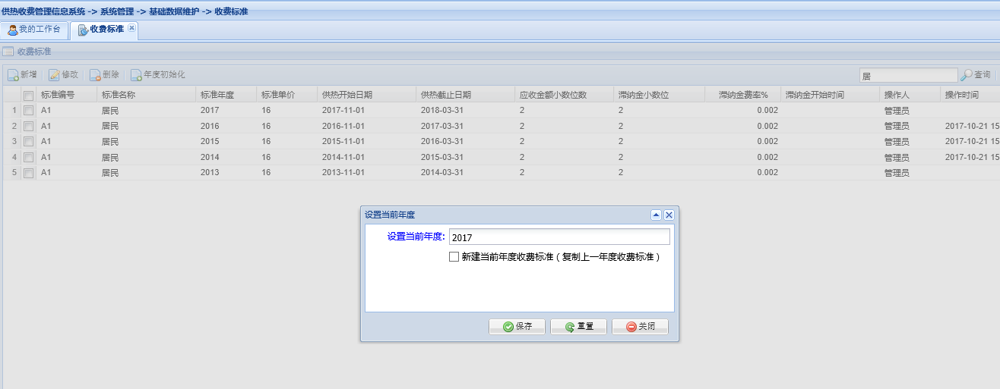 供热收费管理信息系统 -> 系统管理 -> 基础数据维护 -> 收费标准
我的工作台 收费标准
收费标准
新增 修改 删除 年度初始化 居 查询
标准编号 标准名称 标准年度 标准单价 供热开始日期 供热截止日期 应收金额小数位数 滞纳金小数位 滞纳金费率% 滞纳金开始时间 操作人 操作时间
1 A1 居民 2017 16 2017-11-01 2018-03-31 2 2 0.002 管理员
2 A1 居民 2016 16 2016-11-01 2017-03-31 2 2 0.002 管理员 2017-10-21 15
3 A1 居民 2015 16 2015-11-01 2016-03-31 2 2 0.002 管理员 2017-10-21 15
4 A1 居民 2014 16 2014-11-01 2015-03-31 2 2 0.002 管理员 2017-10-21 15
5 A1 居民 2013 16 2013-11-01 2014-03-31 2 2 0.002 管理员
设置当前年度
设置当前年度: 2017
新建当前年度收费标准（复制上一年度收费标准）
保存 重置 关闭